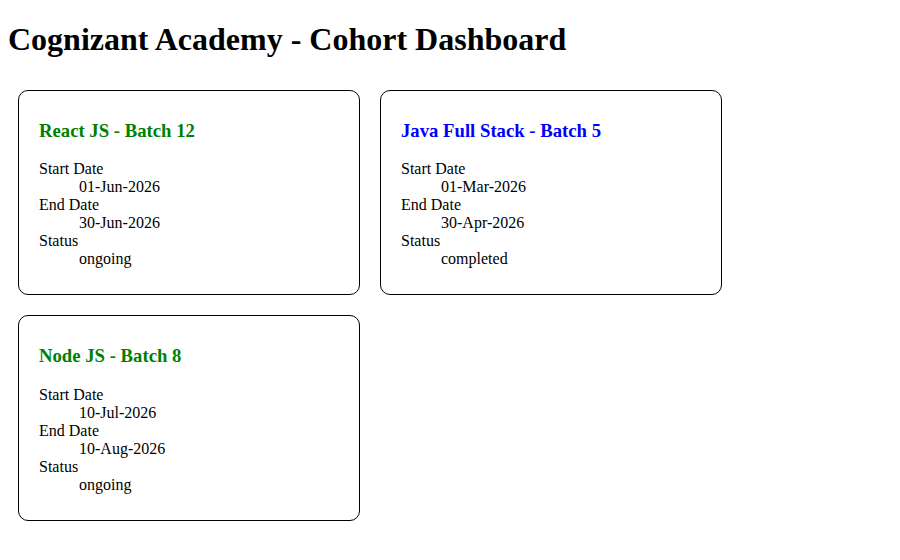 Cognizant Academy - Cohort Dashboard
React JS - Batch 12
Start Date
01-Jun-2026
End Date
30-Jun-2026
Status
ongoing
Java Full Stack - Batch 5
Start Date
01-Mar-2026
End Date
30-Apr-2026
Status
completed
Node JS - Batch 8
Start Date
10-Jul-2026
End Date
10-Aug-2026
Status
ongoing